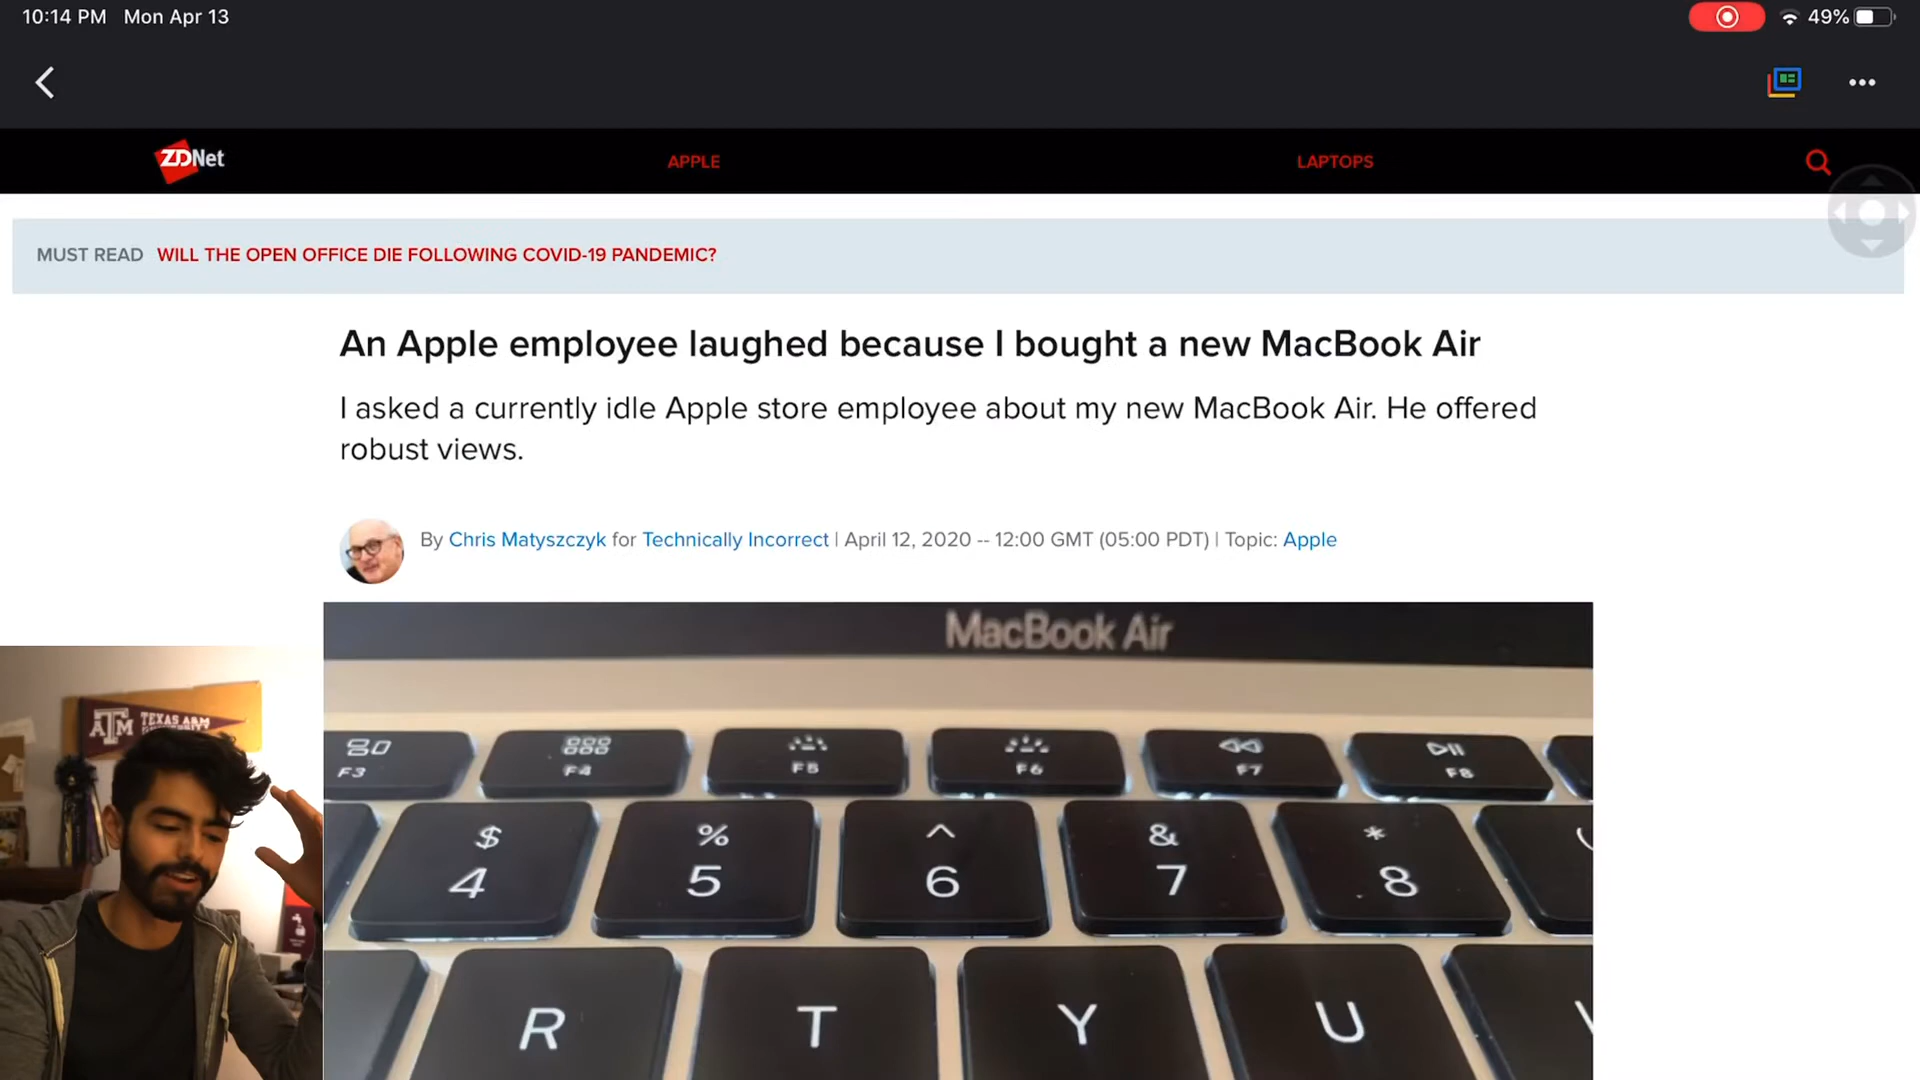 10:14 PM Mon Apr 13
49%
ZDNet
APPLE
LAPTOPS
MUST READ WILL THE OPEN OFFICE DIE FOLLOWING COVID-19 PANDEMIC?
An Apple employee laughed because I bought a new MacBook Air
I asked a currently idle Apple store employee about my new MacBook Air. He offered
robust views.
By Chris Matyszczyk for Technically Incorrect | April 12, 2020 -- 12:00 GMT (05:00 PDT) | Topic: Apple
MacBook Air
F3 F4 F5 F6 F7 F8
$ % ^ & *
4 5 6 7 8
R T Y U
ATM TEXAS A&M